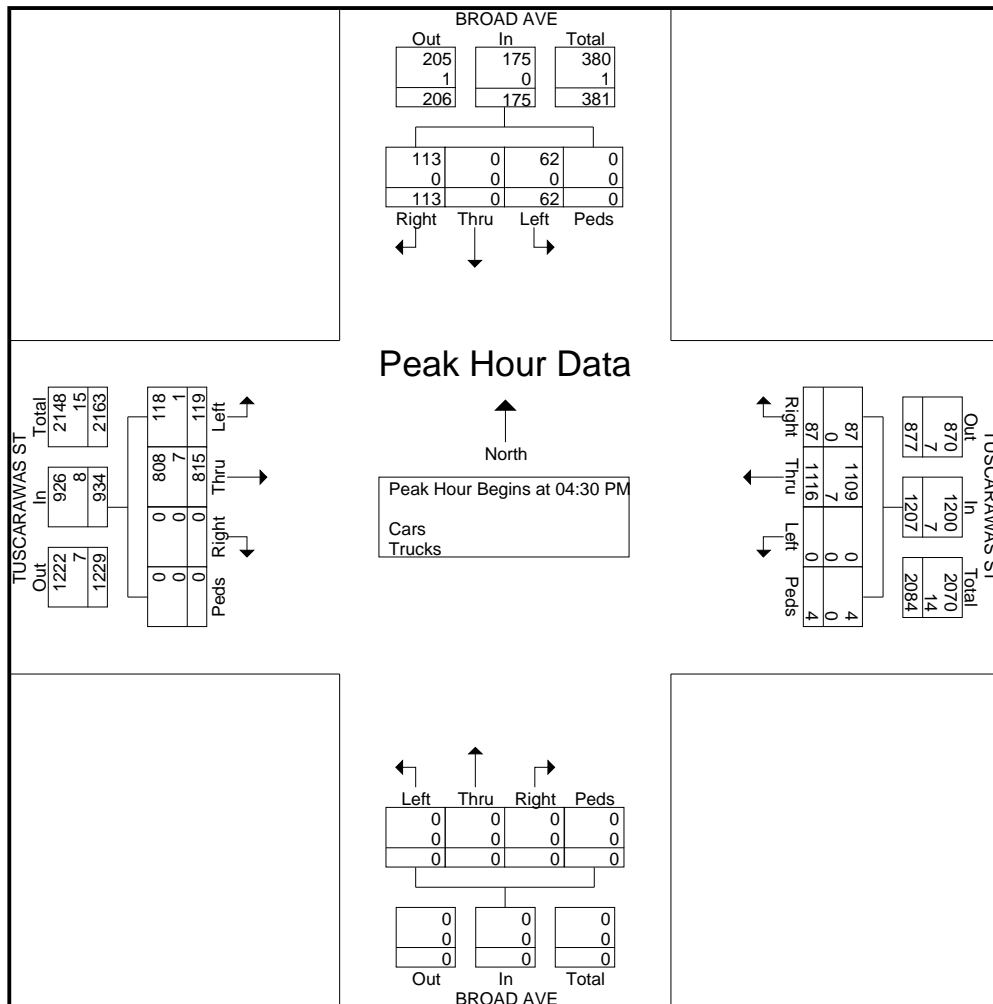 BROAD AVE
Out In Total
205 175 380
1 0 1
206 175 381
113 0 62 0
0 0 0 0
113 0 62 0
Right Thru Left Peds
Peak Hour Data
North
Peak Hour Begins at 04:30 PM
Cars
Trucks
TUSCARAWAS ST
Total In Out
2148 926 1222
15 8 7
2163 934 1229
118 808 0 0
1 7 0 0
119 815 0 0
Left Thru Right Peds
TUSCARAWAS ST
Out In Total
870 1200 2070
7 7 14
877 1207 2084
87 1109 0 4
0 7 0 0
87 1116 0 4
Right Thru Left Peds
Left Thru Right Peds
0 0 0 0
0 0 0 0
0 0 0 0
0 0 0
0 0 0
0 0 0
Out In Total
BROAD AVE